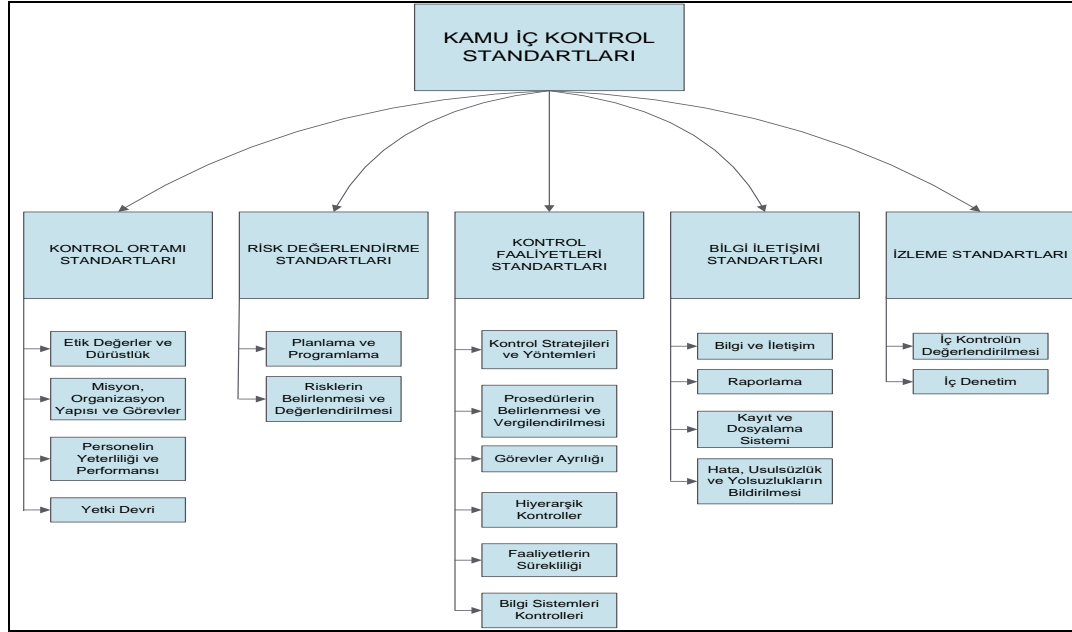 KAMU İÇ KONTROL
STANDARTLARI
KONTROL ORTAMI
STANDARTLARI
Etik Değerler ve
Dürüstlük
Misyon,
Organizasyon
Yapısı ve Görevler
Personelin
Yeterliliği ve
Performansı
Yetki Devri
RİSK DEĞERLENDİRME
STANDARTLARI
Planlama ve
Programlama
Risklerin
Belirlenmesi ve
Değerlendirilmesi
KONTROL
FAALİYETLERİ
STANDARTLARI
Kontrol Stratejileri
ve Yöntemleri
Prosedürlerin
Belirlenmesi ve
Vergilendirilmesi
Görevler Ayrılığı
Hiyerarşik
Kontroller
Faaliyetlerin
Sürekliliği
Bilgi Sistemleri
Kontrolleri
BİLGİ İLETİŞİMİ
STANDARTLARI
Bilgi ve İletişim
Raporlama
Kayıt ve
Dosyalama
Sistemi
Hata, Usulsüzlük
ve Yolsuzlukların
Bildirilmesi
İZLEME STANDARTLARI
İç Kontrolün
Değerlendirilmesi
İç Denetim